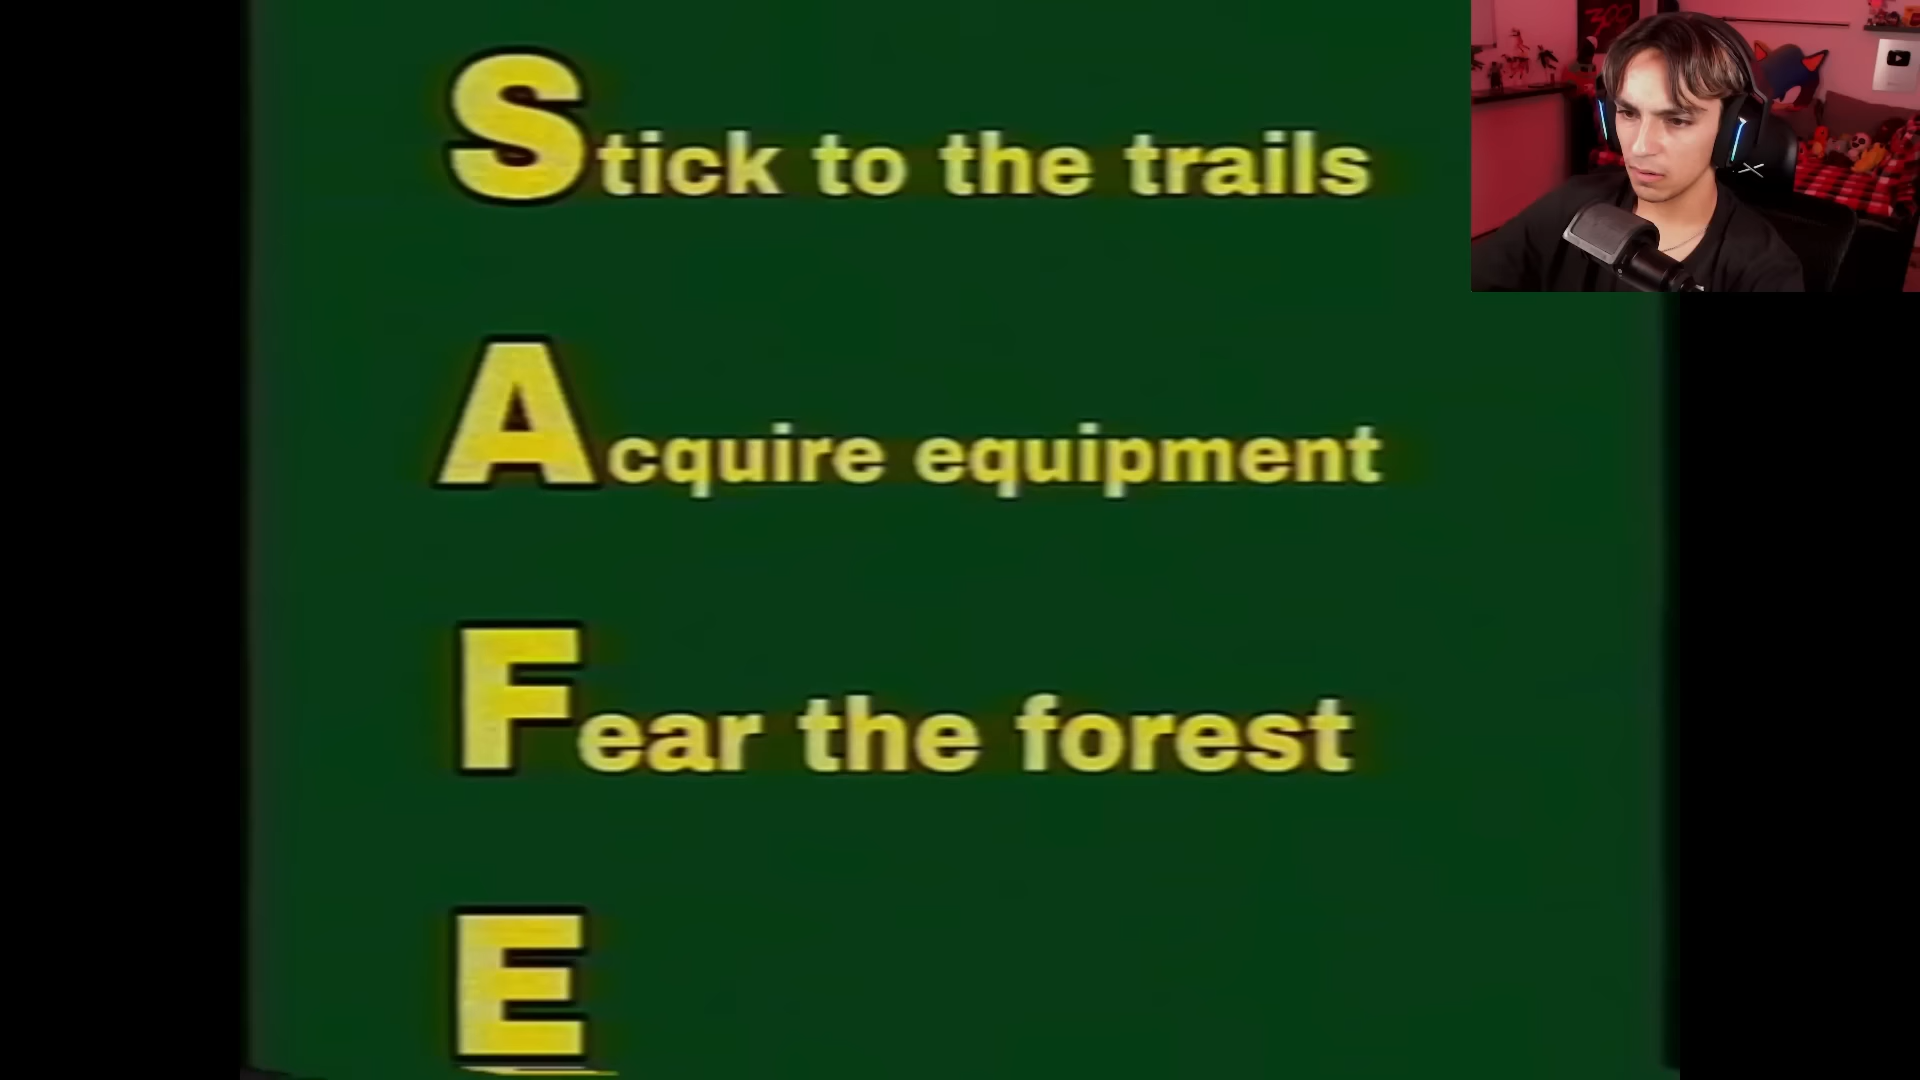 Stick to the trails
Acquire equipment
Fear the forest
E